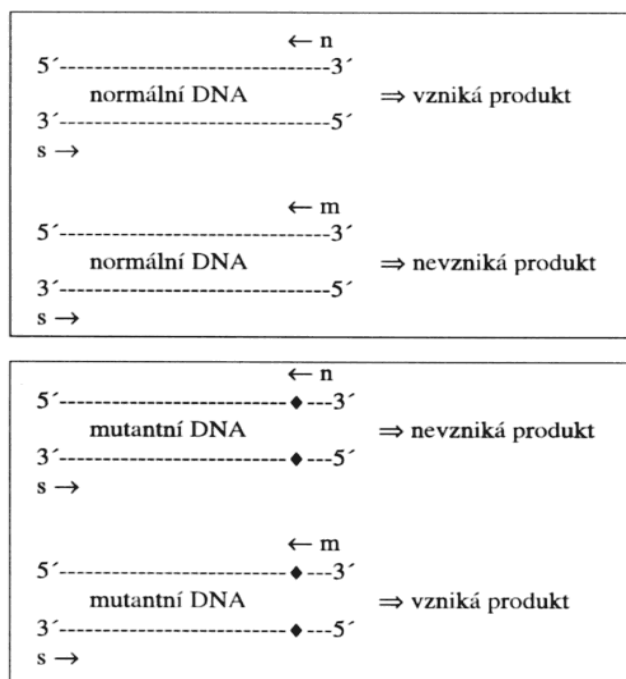 ← n
5´---------------------------------3´
normální DNA ⇒ vzniká produkt
3´---------------------------------5´
s →
← m
5´---------------------------------3´
normální DNA ⇒ nevzniká produkt
3´---------------------------------5´
s →
← n
5´----------------------------♦---3´
mutantní DNA ⇒ nevzniká produkt
3´----------------------------♦---5´
s →
← m
5´----------------------------♦---3´
mutantní DNA ⇒ vzniká produkt
3´----------------------------♦---5´
s →